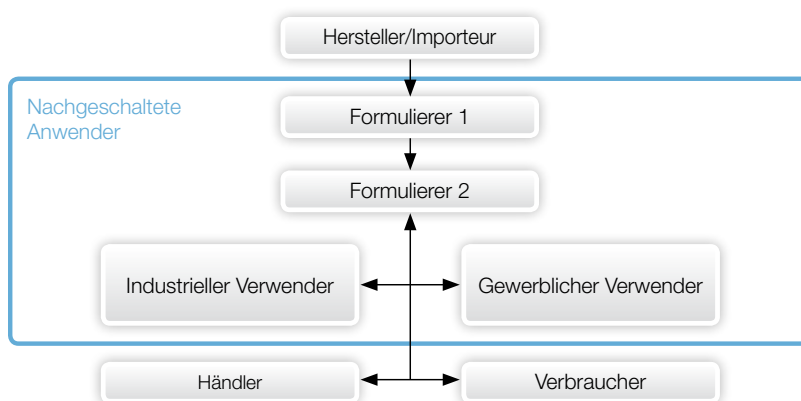 Hersteller/Importeur
Nachgeschaltete
Anwender
Formulierer 1
Formulierer 2
Industrieller Verwender
Gewerblicher Verwender
Händler
Verbraucher